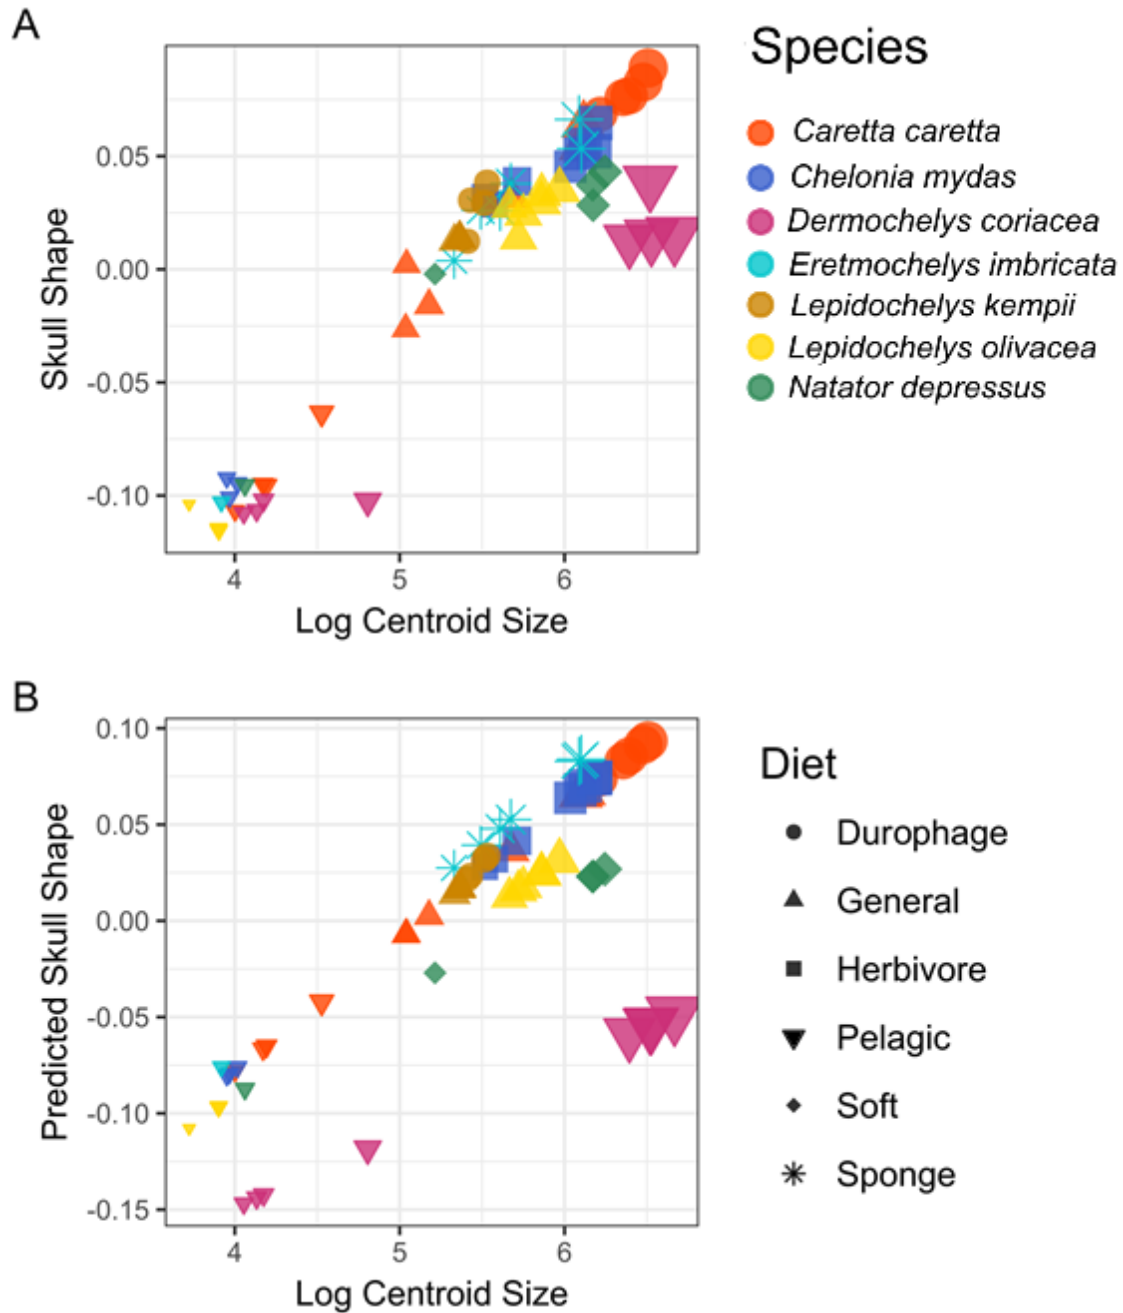 A
Skull Shape
0.05
0.00
-0.05
-0.10
4 5 6
Log Centroid Size
Species
Caretta caretta
Chelonia mydas
Dermochelys coriacea
Eretmochelys imbricata
Lepidochelys kempii
Lepidochelys olivacea
Natator depressus
B
Predicted Skull Shape
0.10
0.05
0.00
-0.05
-0.10
-0.15
4 5 6
Log Centroid Size
Diet
Durophage
General
Herbivore
Pelagic
Soft
Sponge